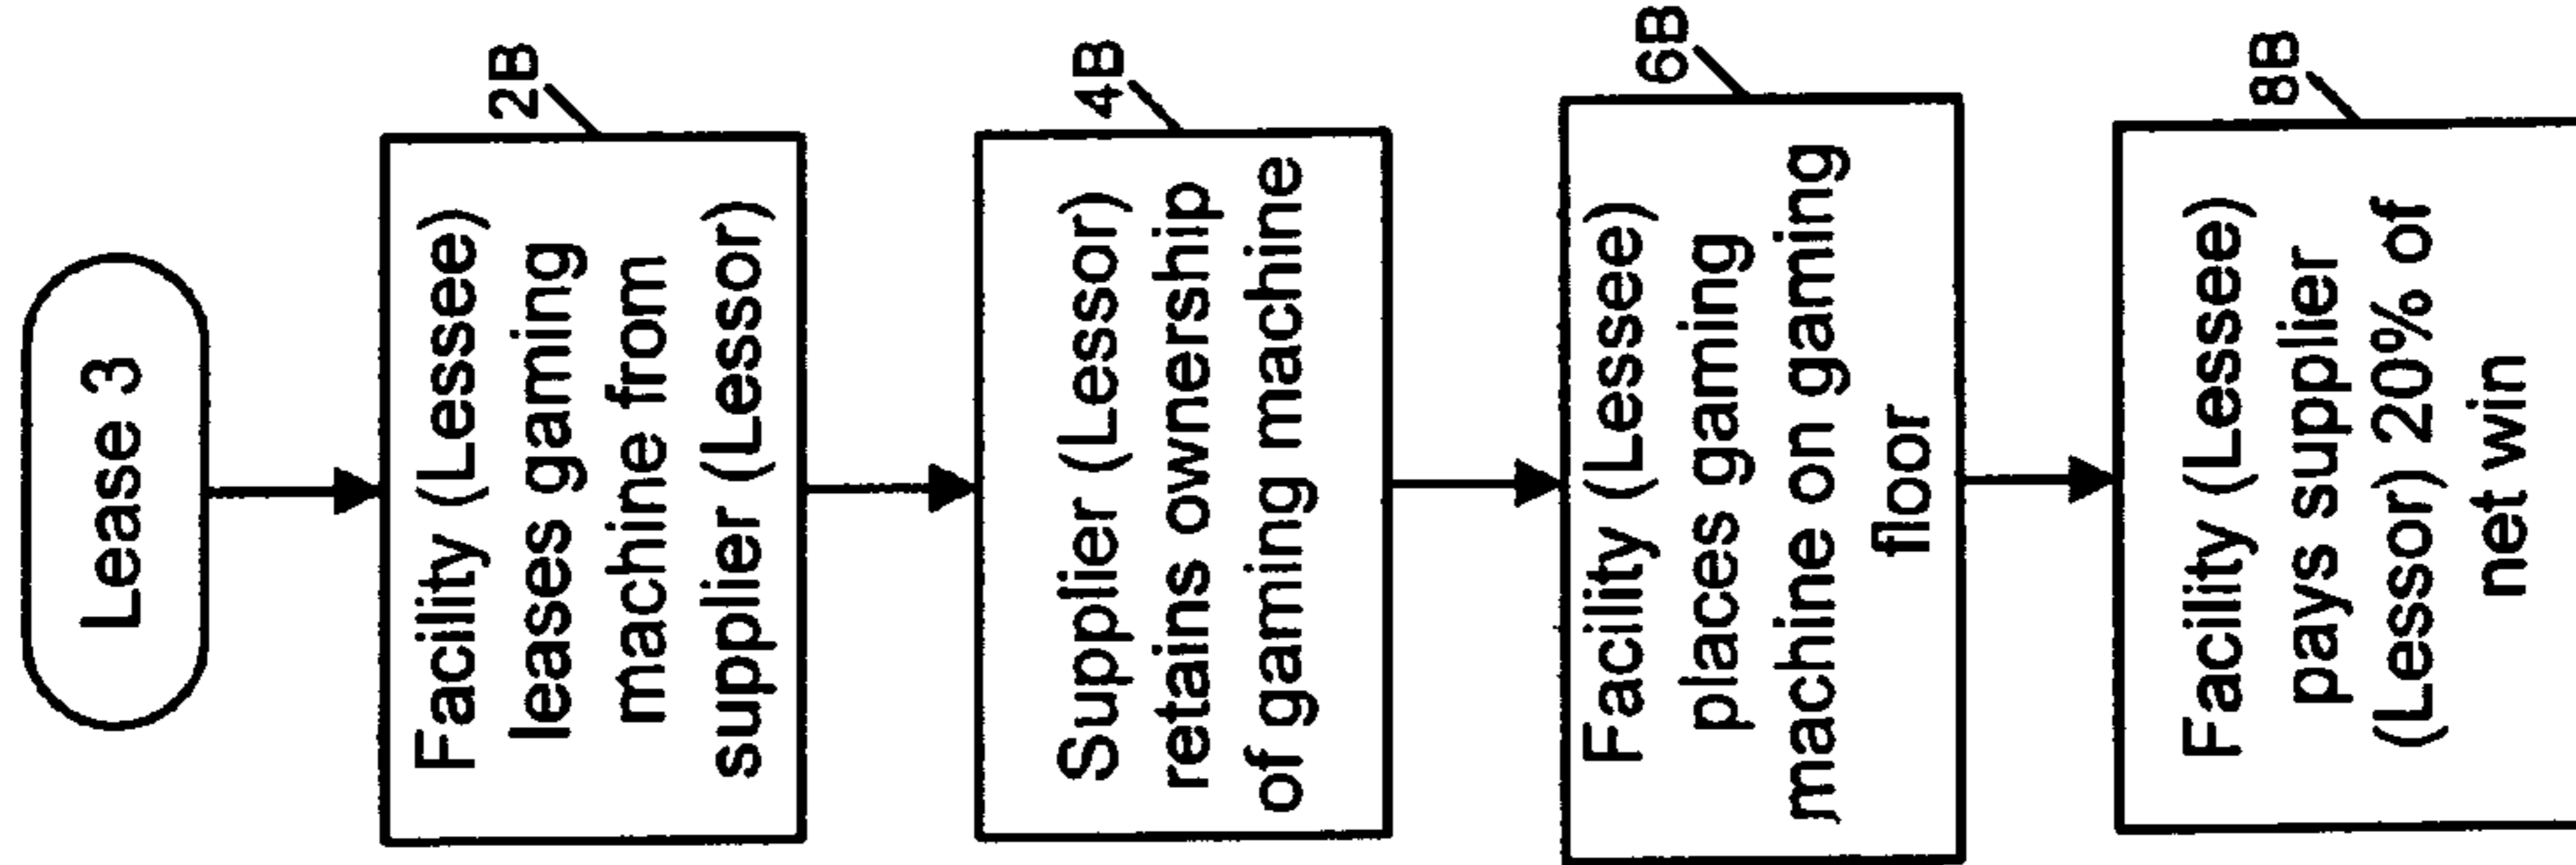 Lease 3
2B
Facility (Lessee)
leases gaming
machine from
supplier (Lessor)
4B
Supplier (Lessor)
retains ownership
of gaming machine
6B
Facility (Lessee)
places gaming
machine on gaming
floor
8B
Facility (Lessee)
pays supplier
(Lessor) 20% of
net win